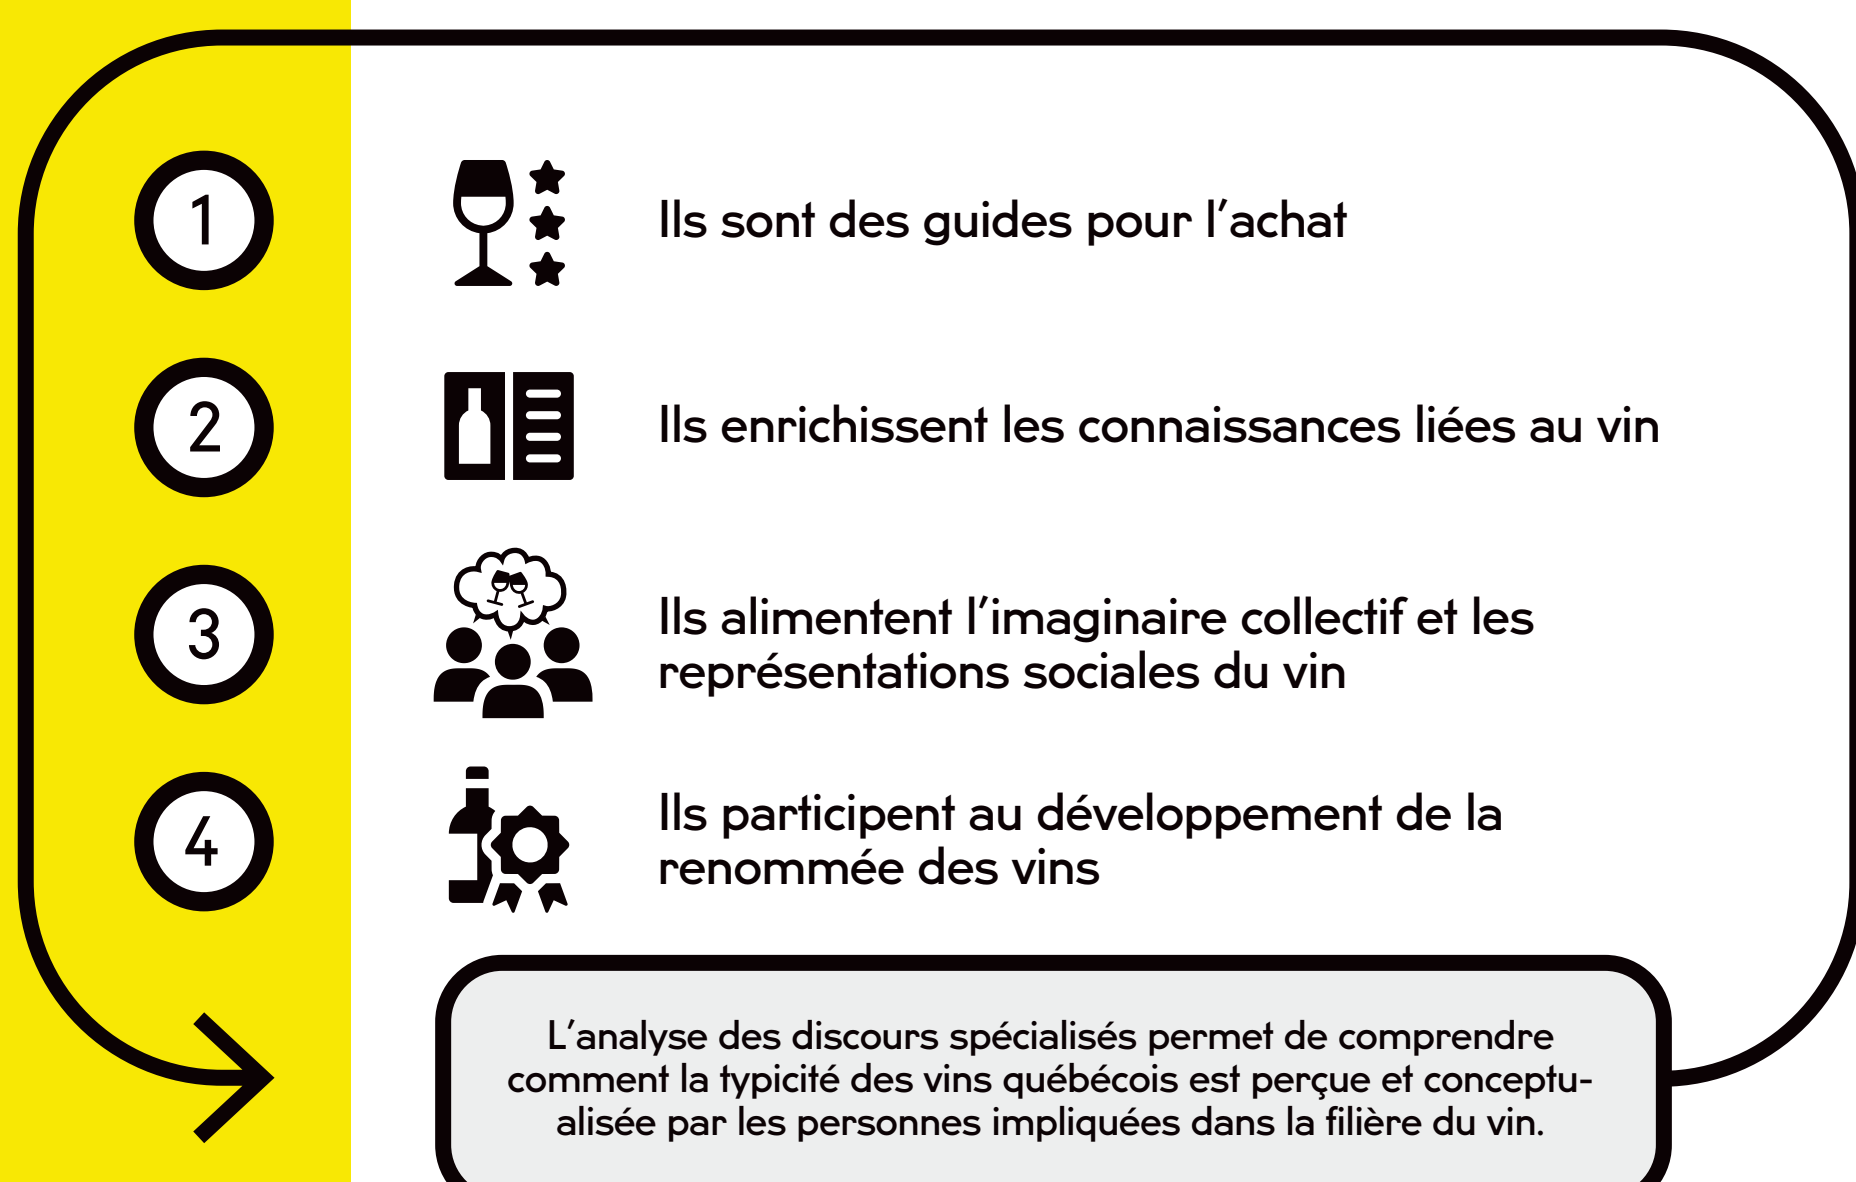 1
Ils sont des guides pour l’achat
2
Ils enrichissent les connaissances liées au vin
3
Ils alimentent l’imaginaire collectif et les
représentations sociales du vin
4
Ils participent au développement de la
renommée des vins
L’analyse des discours spécialisés permet de comprendre
comment la typicité des vins québécois est perçue et conceptu-
alisée par les personnes impliquées dans la filière du vin.